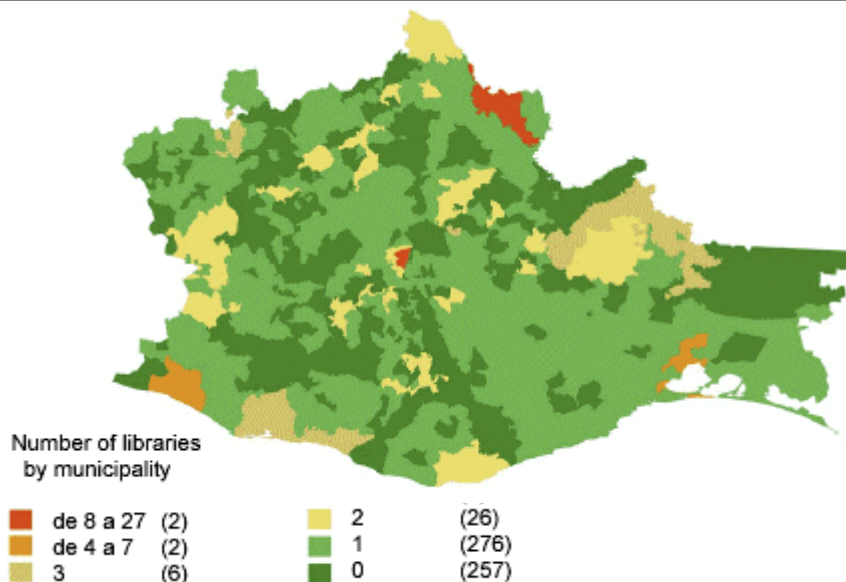 Number of libraries
by municipality
de 8 a 27 (2)
de 4 a 7 (2)
3 (6)
2 (26)
1 (276)
0 (257)